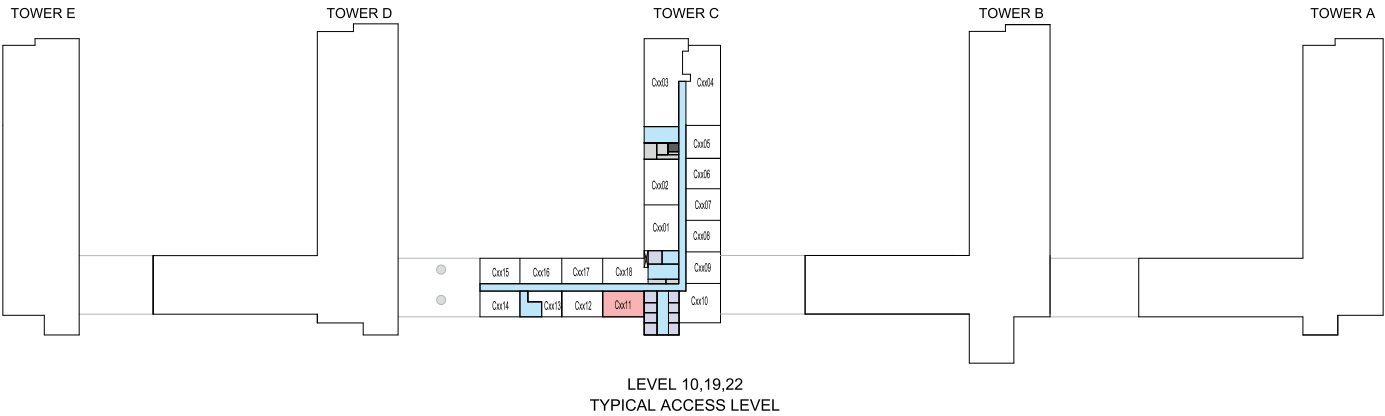 TOWER E
TOWER D
TOWER C
TOWER B
TOWER A
Cxx03
Cxx04
Cxx05
Cxx06
Cxx02
Cxx07
Cxx01
Cxx08
Cxx09
Cxx15
Cxx16
Cxx17
Cxx18
Cxx14
Cxx13
Cxx12
Cxx11
Cxx10
LEVEL 10,19,22
TYPICAL ACCESS LEVEL